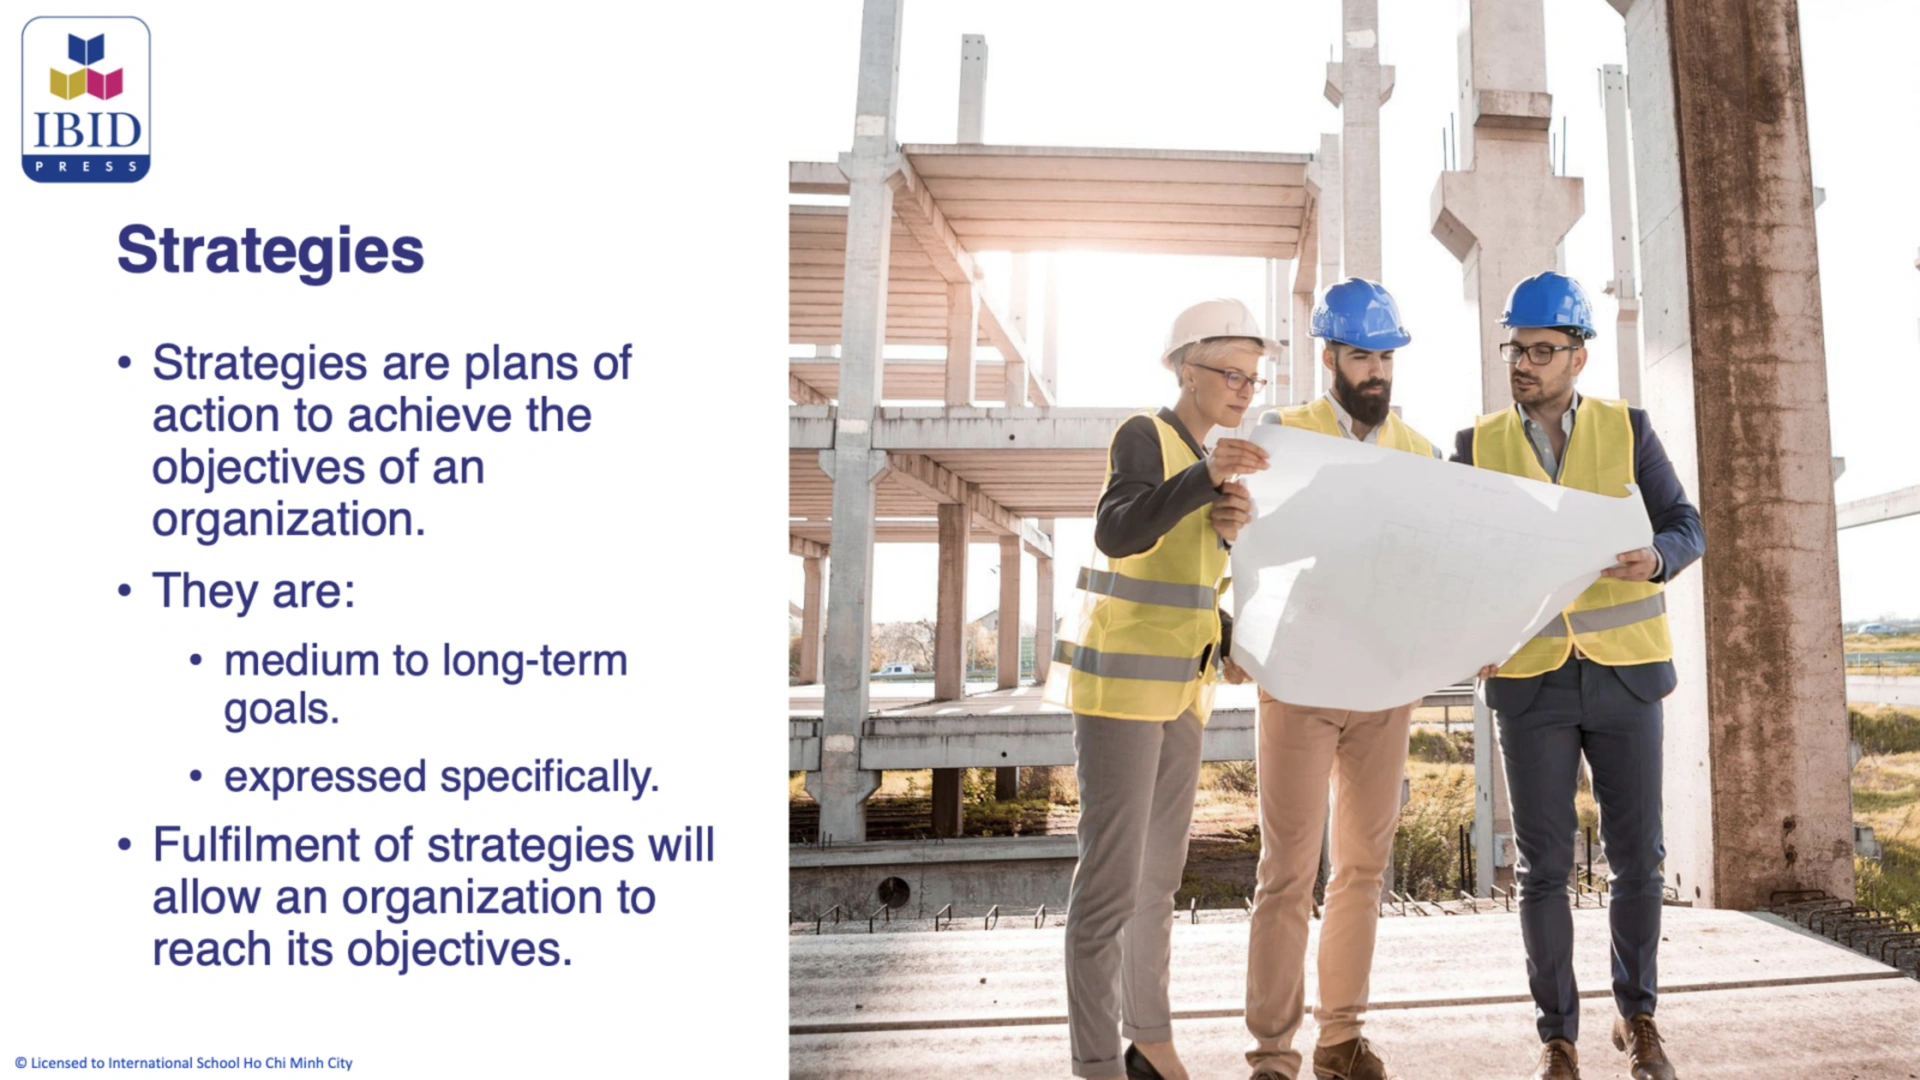 IBID
PRESS
Strategies
• Strategies are plans of
action to achieve the
objectives of an
organization.
• They are:
• medium to long-term
goals.
• expressed specifically.
• Fulfilment of strategies will
allow an organization to
reach its objectives.
© Licensed to International School Ho Chi Minh City